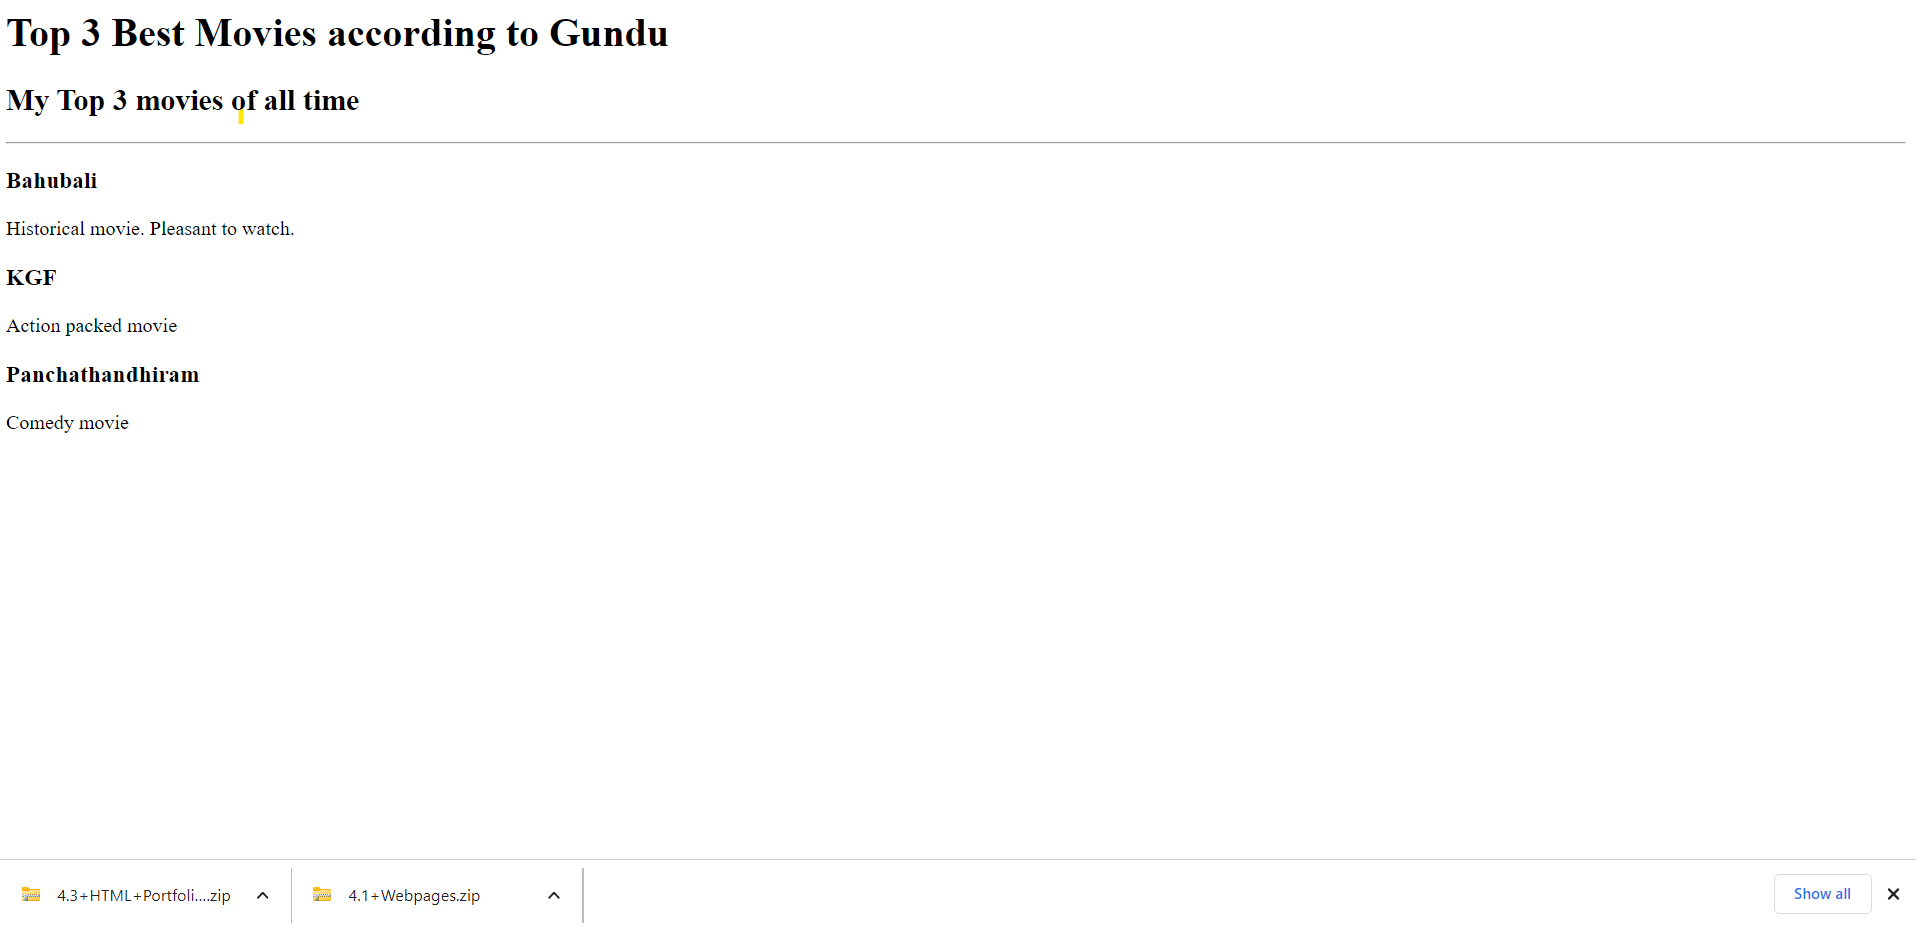 Top 3 Best Movies according to Gundu
My Top 3 movies of all time
Bahubali
Historical movie. Pleasant to watch.
KGF
Action packed movie
Panchathandhiram
Comedy movie
4.3+HTML+Portfoli....zip
4.1+Webpages.zip
Show all